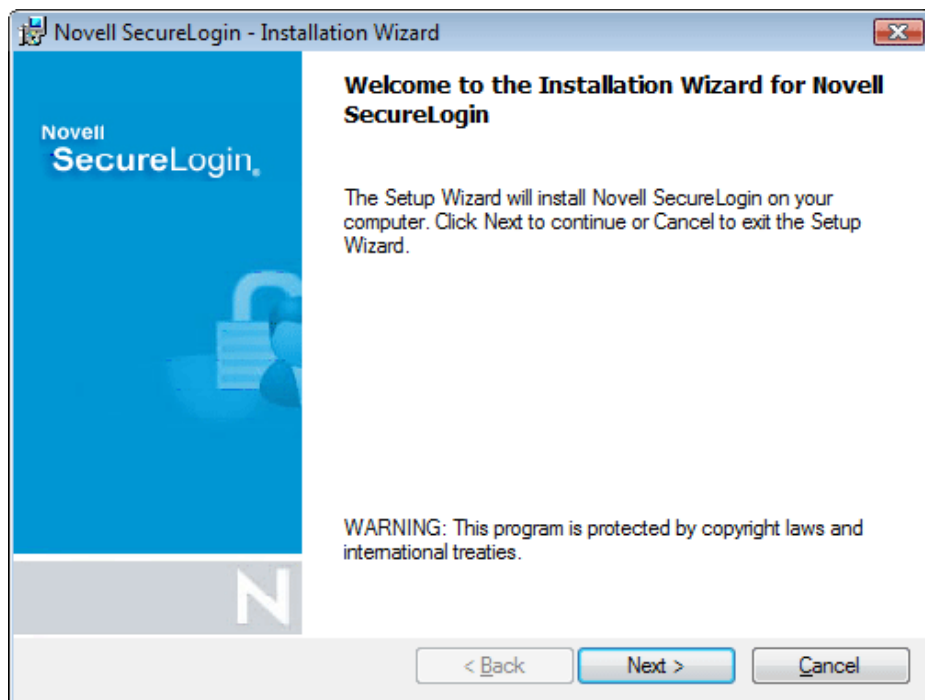 Novell SecureLogin - Installation Wizard
Novell
SecureLogin®
Welcome to the Installation Wizard for Novell
SecureLogin
The Setup Wizard will install Novell SecureLogin on your
computer. Click Next to continue or Cancel to exit the Setup
Wizard.
WARNING: This program is protected by copyright laws and
international treaties.
N
< Back
Next >
Cancel